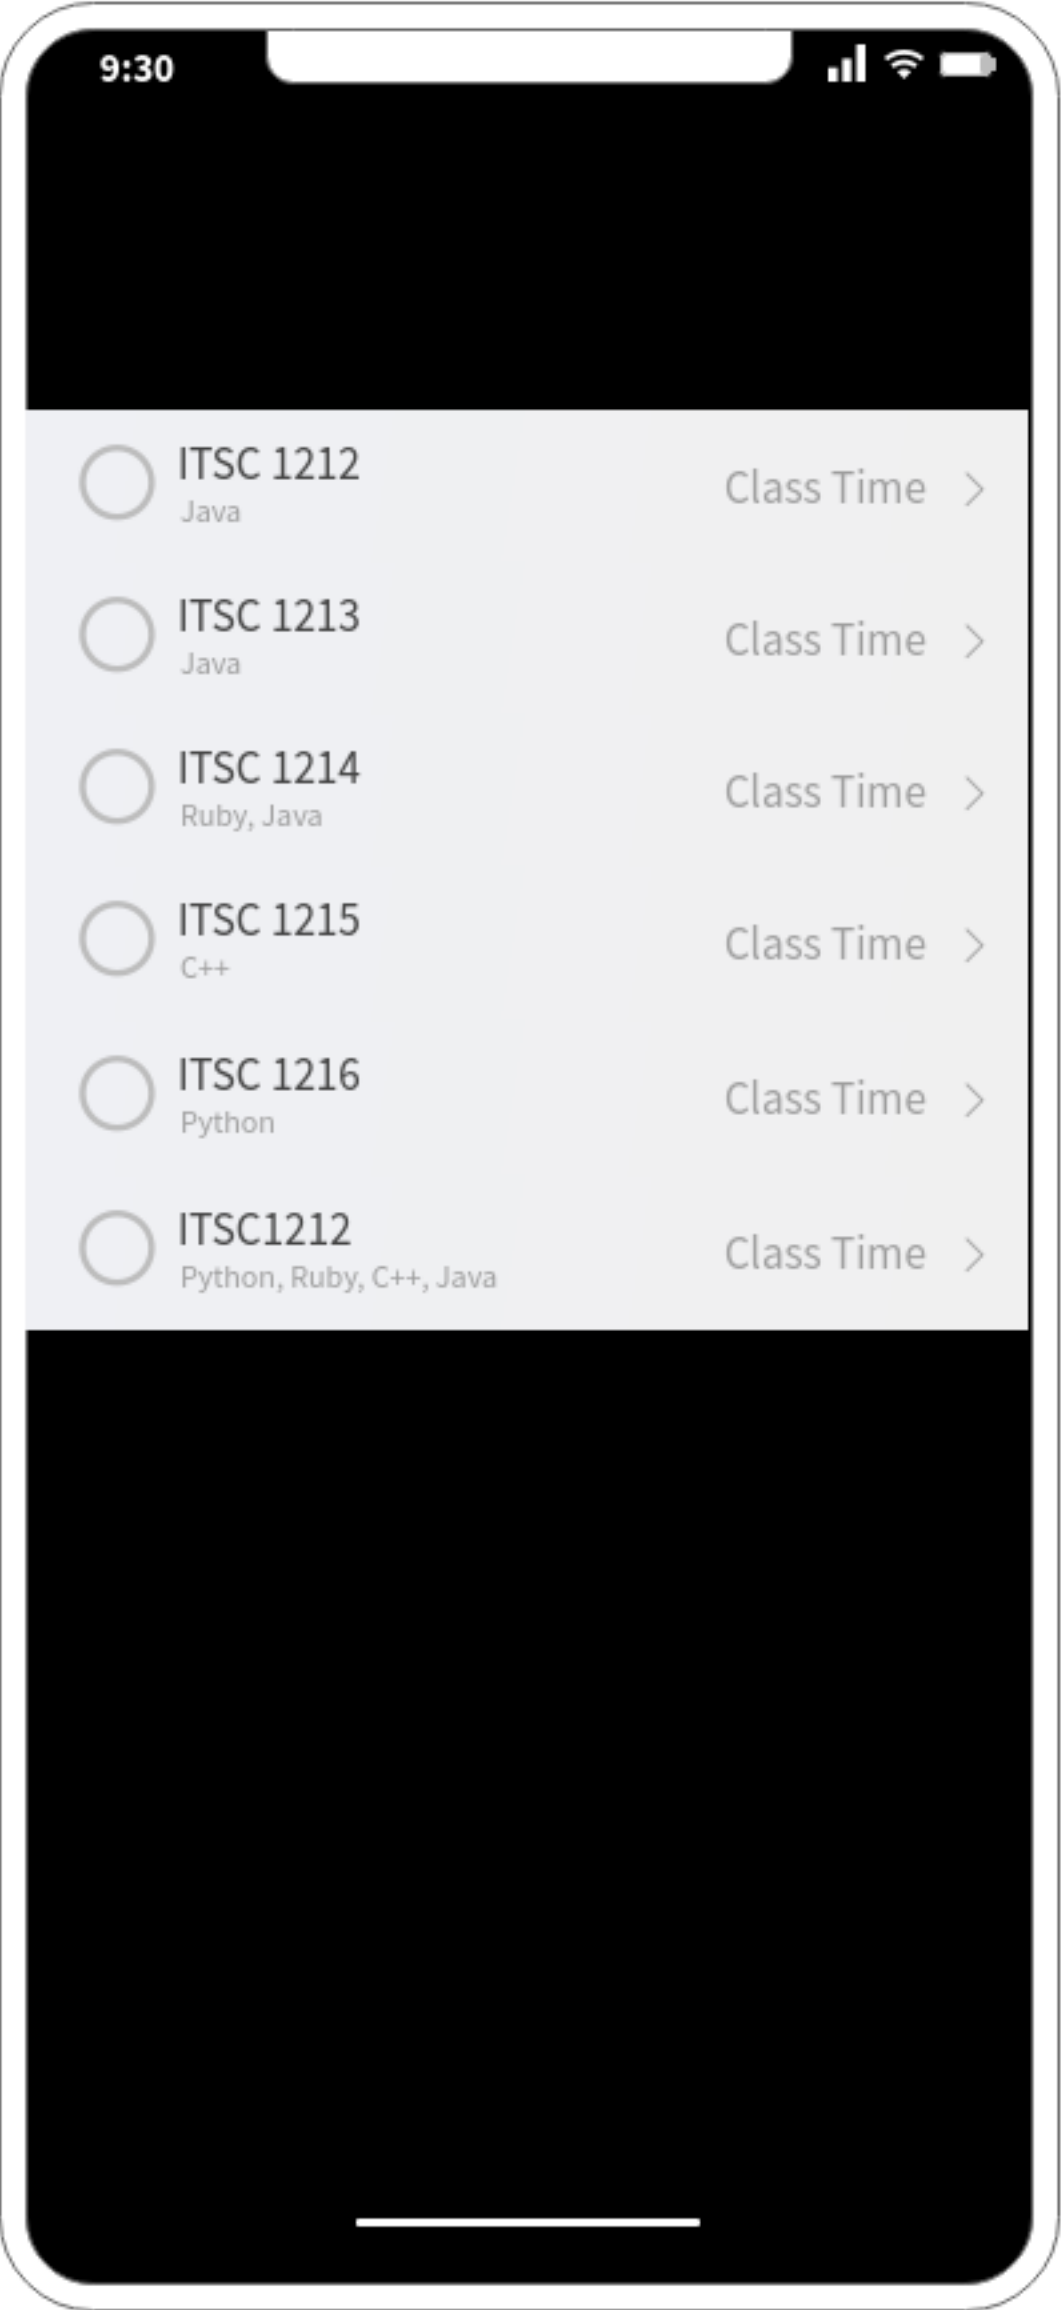 9:30
ITSC 1212
Java
Class Time
ITSC 1213
Java
Class Time
ITSC 1214
Ruby, Java
Class Time
ITSC 1215
C++
Class Time
ITSC 1216
Python
Class Time
ITSC1212
Python, Ruby, C++, Java
Class Time